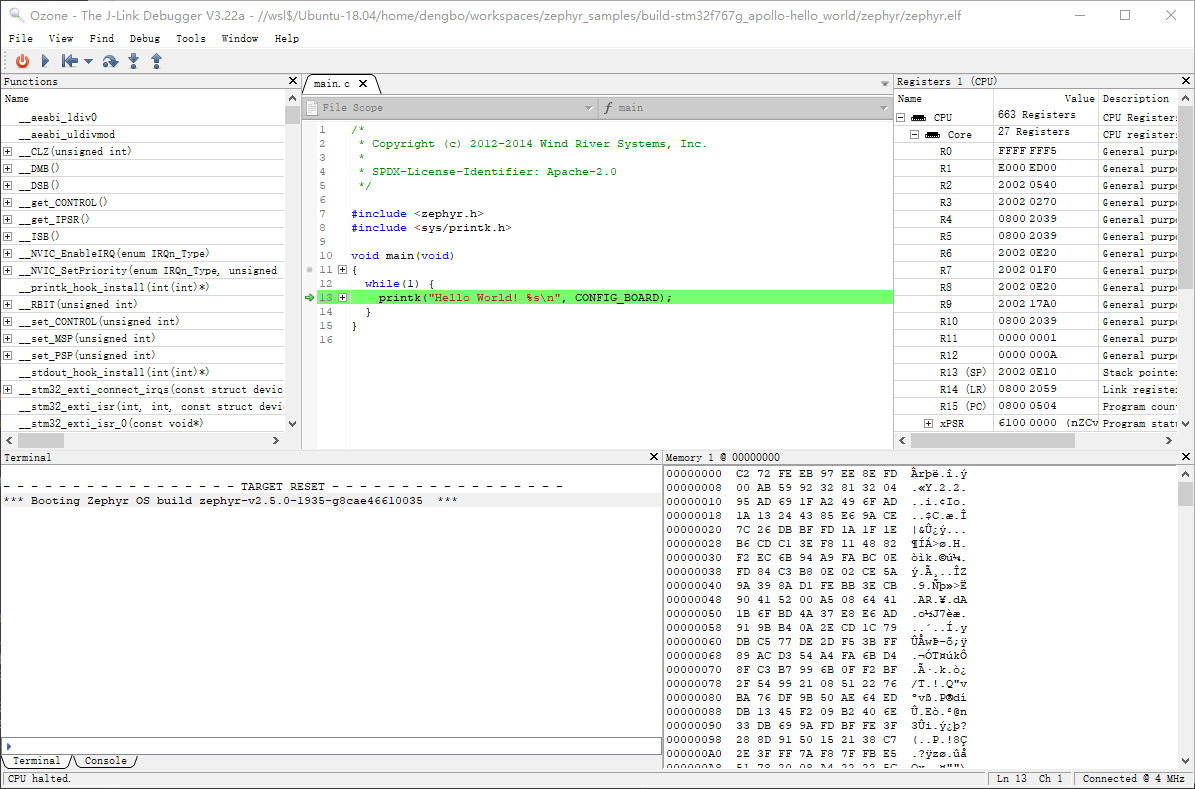 Ozone - The J-Link Debugger V3.22a - //wsl$/Ubuntu-18.04/home/dengbo/workspaces/zephyr_samples/build-stm32f767g_apollo-hello_world/zephyr/zephyr.elf
File View Find Debug Tools Window Help
Functions
Name
__aeabi_ldiv0
__aeabi_uldivmod
__CLZ(unsigned int)
__DMB()
__DSB()
__get_CONTROL()
__get_IPSR()
__ISB()
__NVIC_EnableIRQ(enum IRQn_Type)
__NVIC_SetPriority(enum IRQn_Type, unsigned
__printk_hook_install(int(int)*)
__RBIT(unsigned int)
__set_CONTROL(unsigned int)
__set_MSP(unsigned int)
__set_PSP(unsigned int)
__stdout_hook_install(int(int)*)
__stm32_exti_connect_irqs(const struct devic
__stm32_exti_isr(int, int, const struct devi
__stm32_exti_isr_0(const void*)
main.c
File Scope
f main
1 /*
2 * Copyright (c) 2012-2014 Wind River Systems, Inc.
3 *
4 * SPDX-License-Identifier: Apache-2.0
5 */
6
7 #include <zephyr.h>
8 #include <sys/printk.h>
9
10 void main(void)
11 {
12 while(1) {
13 printk("Hello World! %s\n", CONFIG_BOARD);
14 }
15 }
16
Registers 1 (CPU)
Name Value Description
CPU 663 Registers CPU Register
Core 27 Registers CPU register
R0 FFFF FFF5 General purp
R1 E000 ED00 General purp
R2 2002 0540 General purp
R3 2002 0270 General purp
R4 0800 2039 General purp
R5 0800 2039 General purp
R6 2002 0E20 General purp
R7 2002 01F0 General purp
R8 2002 0E20 General purp
R9 2002 17A0 General purp
R10 0800 2039 General purp
R11 0000 0001 General purp
R12 0000 000A General purp
R13 (SP) 2002 0E10 Stack pointe
R14 (LR) 0800 2059 Link registe
R15 (PC) 0800 0504 Program coun
xPSR 6100 0000 (nZCv Program stat
Terminal
- - - - - - - - - - - - - - - - - TARGET RESET - - - - - - - - - - - - - - - - -
*** Booting Zephyr OS build zephyr-v2.5.0-1935-g8cae46610035 ***
Terminal Console
Memory 1 @ 00000000
00000000 C2 72 FE EB 97 EE 8E FD Ârþë.î.ý
00000008 00 AB 59 92 32 81 32 04 .«Y.2.2.
00000010 95 AD 69 1F A2 49 6F AD ..i.¢Io.
00000018 1A 13 24 43 85 E6 9A CE ..$C.æ.Î
00000020 7C 26 DB BF FD 1A 1F 1E |&Û¿ý...
00000028 B6 CD C1 3E F8 11 48 82 ¶ÍÁ>ø.H.
00000030 F2 EC 6B 94 A9 FA BC 0E òìk.©ú¼.
00000038 FD 84 C3 B8 0E 02 CE 5A ý.Ã¸..ÎZ
00000040 9A 39 8A D1 FE BB 3E CB .9.Ñþ»>Ë
00000048 90 41 52 00 A5 08 64 41 .AR.¥.dA
00000050 1B 6F BD 4A 37 E8 E6 AD .o½J7èæ.
00000058 91 9B B4 0A 2E CD 1C 79 ..´..Í.y
00000060 DB C5 77 DE 2D F5 3B FF ÛÅwÞ-õ;ÿ
00000068 89 AC D3 54 A4 FA 6B D4 .¬ÓT¤úkÔ
00000070 8F C3 B7 99 6B 0F F2 BF .Ã·.k.ò¿
00000078 2F 54 99 21 08 51 22 76 /T.!.Q"v
00000080 BA 76 DF 9B 50 AE 64 ED ºvß.P®dí
00000088 DB 13 45 F2 09 B2 40 6E Û.Eò.²@n
00000090 33 DB 69 9A FD BF FE 3F 3Ûi.ý¿þ?
00000098 28 8D 91 50 15 21 38 C7 (..P.!8Ç
000000A0 2E 3F FF 7A F8 7F FB E5 .?ÿzø.ûå
CPU halted.
Ln 13 Ch 1
Connected @ 4 MHz